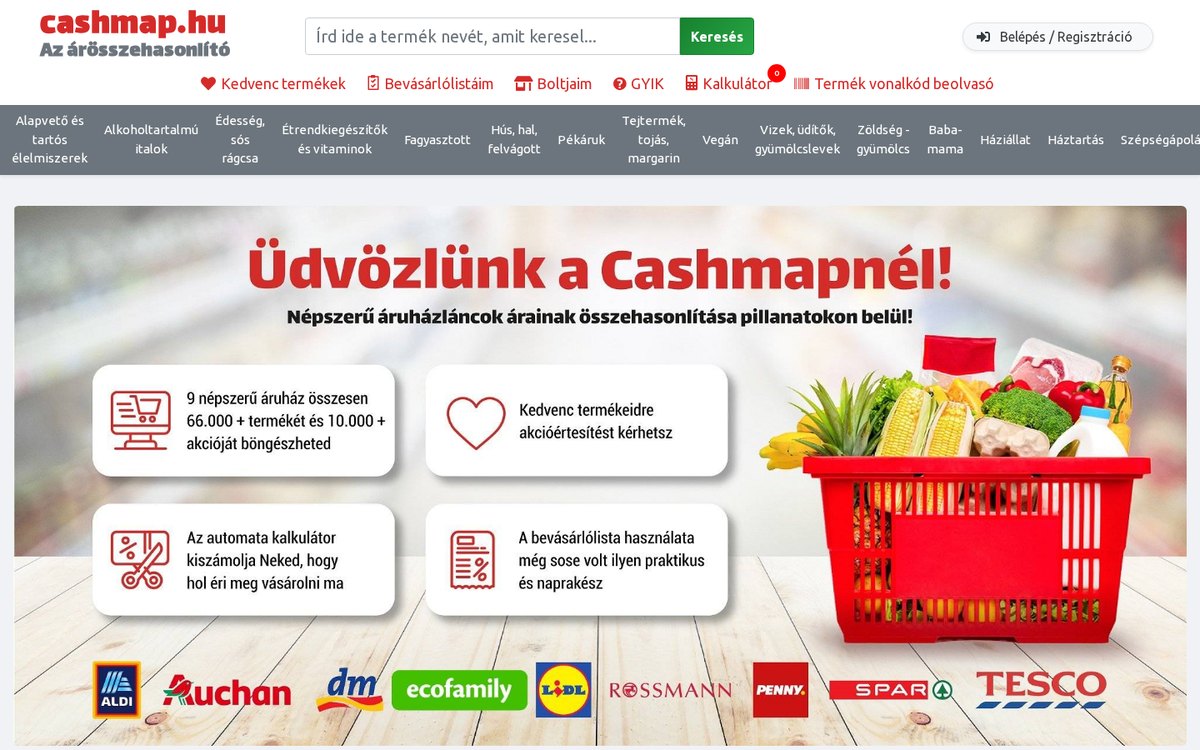 cashmap.hu
Az árösszehasonlító
Írd ide a termék nevét, amit keresel...
Keresés
Belépés / Regisztráció
Kedvenc termékek
Bevásárlólistáim
Boltjaim
GYIK
Kalkulátor
0
Termék vonalkód beolvasó
Alapvető és
tartós
élelmiszerek
Alkoholtartalmú
italok
Édesség,
sós
rágcsa
Étrendkiegészítők
és vitaminok
Fagyasztott
Hús, hal,
felvágott
Pékáruk
Tejtermék,
tojás,
margarin
Vegán
Vizek, üdítők,
gyümölcslevek
Zöldség -
gyümölcs
Baba-
mama
Háziállat
Háztartás
Szépségápolá
Üdvözlünk a Cashmapnél!
Népszerű áruházláncok árainak összehasonlítása pillanatokon belül!
9 népszerű áruház összesen
66.000 + termékét és 10.000 +
akcióját böngészheted
Kedvenc termékeidre
akcióértesítést kérhetsz
Az automata kalkulátor
kiszámolja Neked, hogy
hol éri meg vásárolni ma
A bevásárlólista használata
még sose volt ilyen praktikus
és naprakész
ALDI
Auchan
dm
ecofamily
LIDL
ROSSMANN
PENNY.
SPAR
TESCO